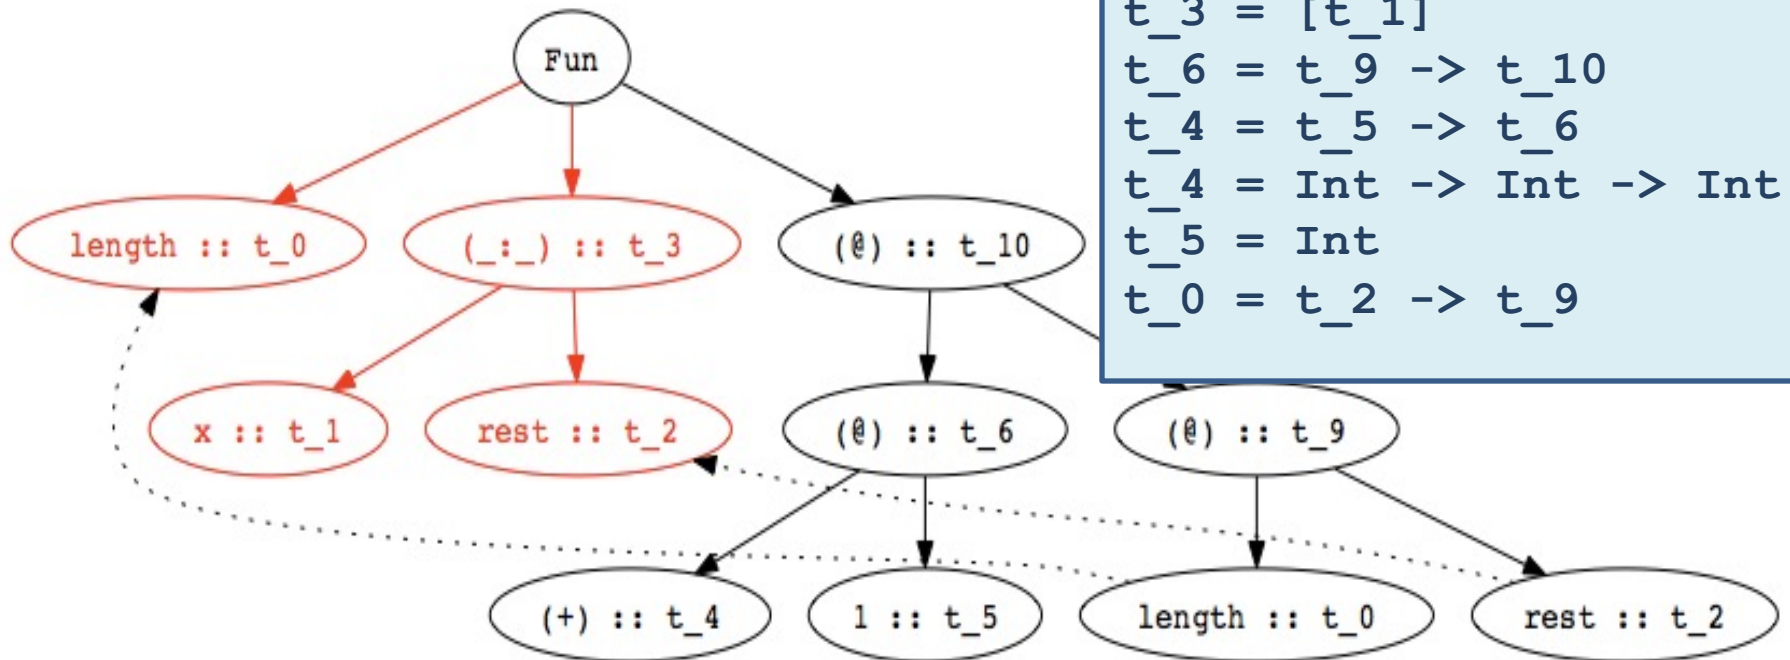 t_3 = [t_1]
t_6 = t_9 -> t_10
t_4 = t_5 -> t_6
t_4 = Int -> Int -> Int
t_5 = Int
t_0 = t_2 -> t_9
Fun
length :: t_0
(_:_) :: t_3
(@) :: t_10
x :: t_1
rest :: t_2
(@) :: t_6
(@) :: t_9
(+) :: t_4
1 :: t_5
length :: t_0
rest :: t_2